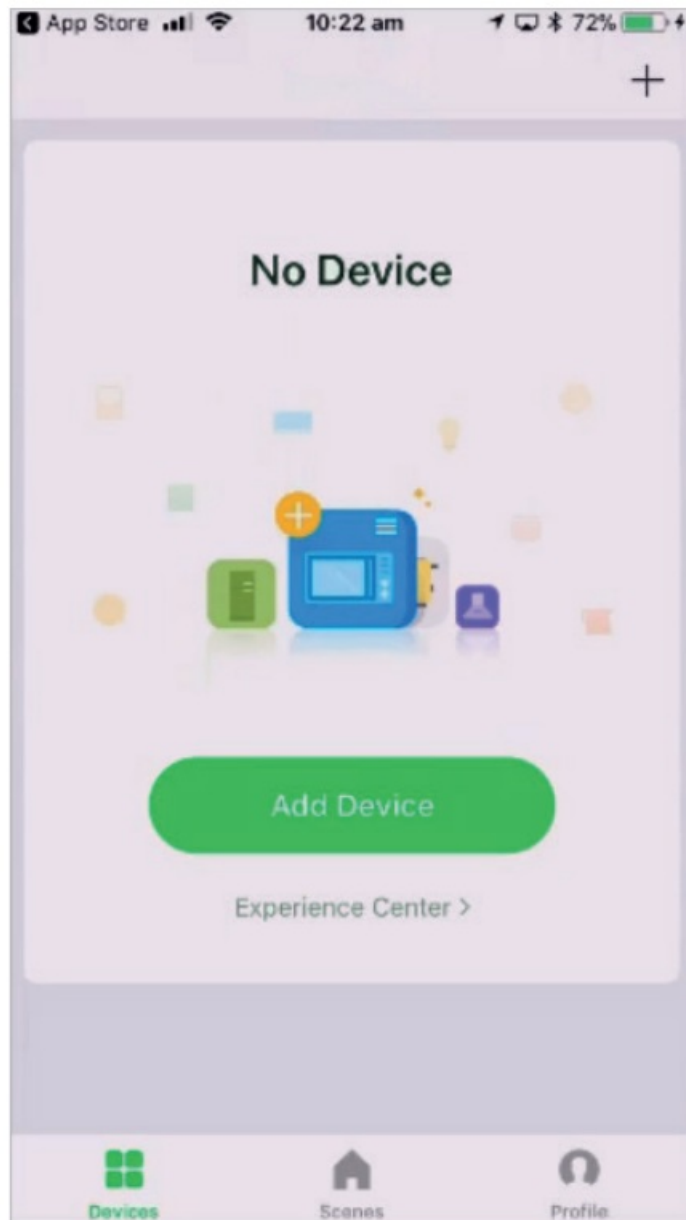 App Store 10:22 am 72%
No Device
Add Device
Experience Center >
Devices Scenes Profile